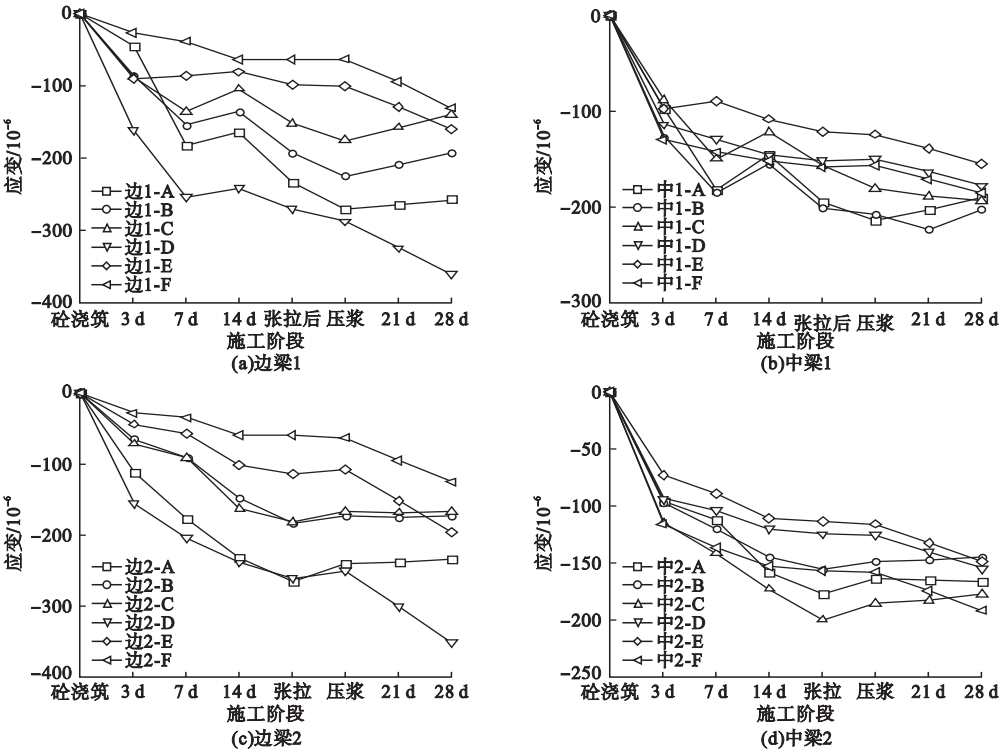 0
−100
−200
−300
−400
应变/10⁻⁶
边1-A
边1-B
边1-C
边1-D
边1-E
边1-F
砼浇筑 3 d 7 d 14 d 张拉后 压浆 21 d 28 d
施工阶段
(a)边梁1
0
−100
−200
−300
应变/10⁻⁶
中1-A
中1-B
中1-C
中1-D
中1-E
中1-F
砼浇筑 3 d 7 d 14 d 张拉后 压浆 21 d 28 d
施工阶段
(b)中梁1
0
−100
−200
−300
−400
应变/10⁻⁶
边2-A
边2-B
边2-C
边2-D
边2-E
边2-F
砼浇筑 3 d 7 d 14 d 张拉 压浆 21 d 28 d
施工阶段
(c)边梁2
0
−50
−100
−150
−200
−250
应变/10⁻⁶
中2-A
中2-B
中2-C
中2-D
中2-E
中2-F
砼浇筑 3 d 7 d 14 d 张拉 压浆 21 d 28 d
施工阶段
(d)中梁2